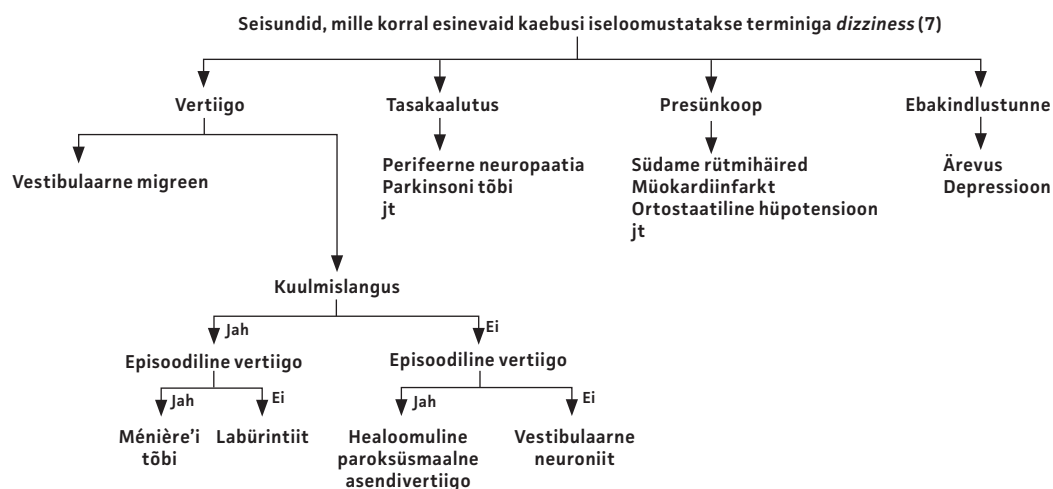 Seisundid, mille korral esinevaid kaebusi iseloomustatakse terminiga dizziness (7)
Vertiigo
Tasakaalutus
Presünkoop
Ebakindlustunne
Vestibulaarne migreen
Perifeerne neuropaatia
Parkinsoni tõbi
jt
Südame rütmihäired
Müokardiinfarkt
Ortostaatiline hüpotensioon
jt
Ärevus
Depressioon
Kuulmislangus
Jah
Ei
Episoodiline vertiigo
Episoodiline vertiigo
Jah
Ei
Jah
Ei
Ménière’i
tõbi
Labürintiit
Healoomuline
paroksüsmaalne
asendivertiigo
Vestibulaarne
neuroniit